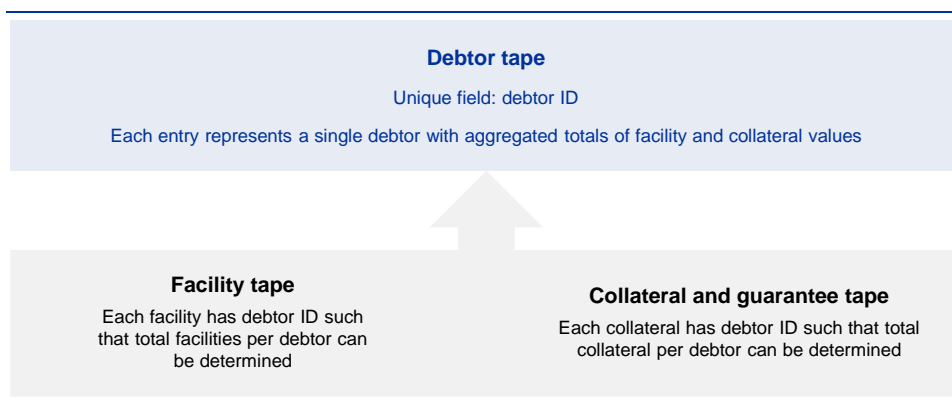 Debtor tape
Unique field: debtor ID
Each entry represents a single debtor with aggregated totals of facility and collateral values
Facility tape
Each facility has debtor ID such
that total facilities per debtor can
be determined
Collateral and guarantee tape
Each collateral has debtor ID such that total
collateral per debtor can be determined